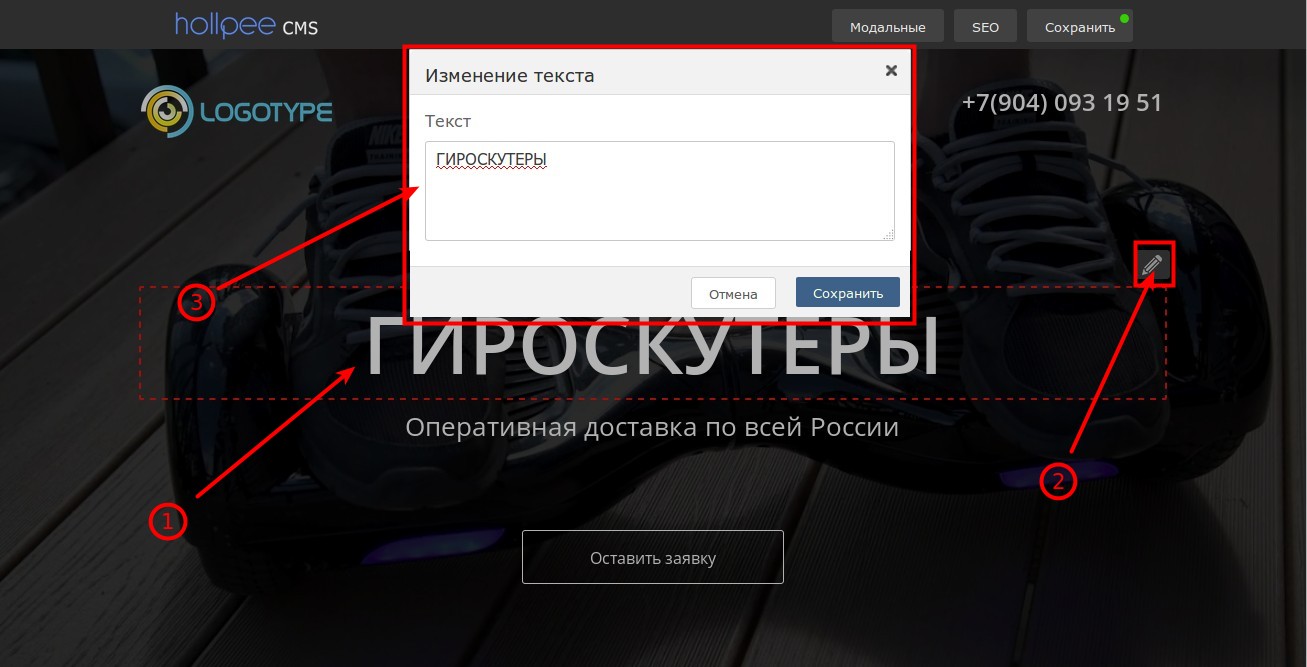 hollpee CMS
Модальные
SEO
Сохранить
Изменение текста
LOGOTYPE
+7(904) 093 19 51
Текст
NIKE
ГИРОСКУТЕРЫ
Отмена
Сохранить
3
ГИРОСКУТЕРЫ
Оперативная доставка по всей России
2
1
Оставить заявку